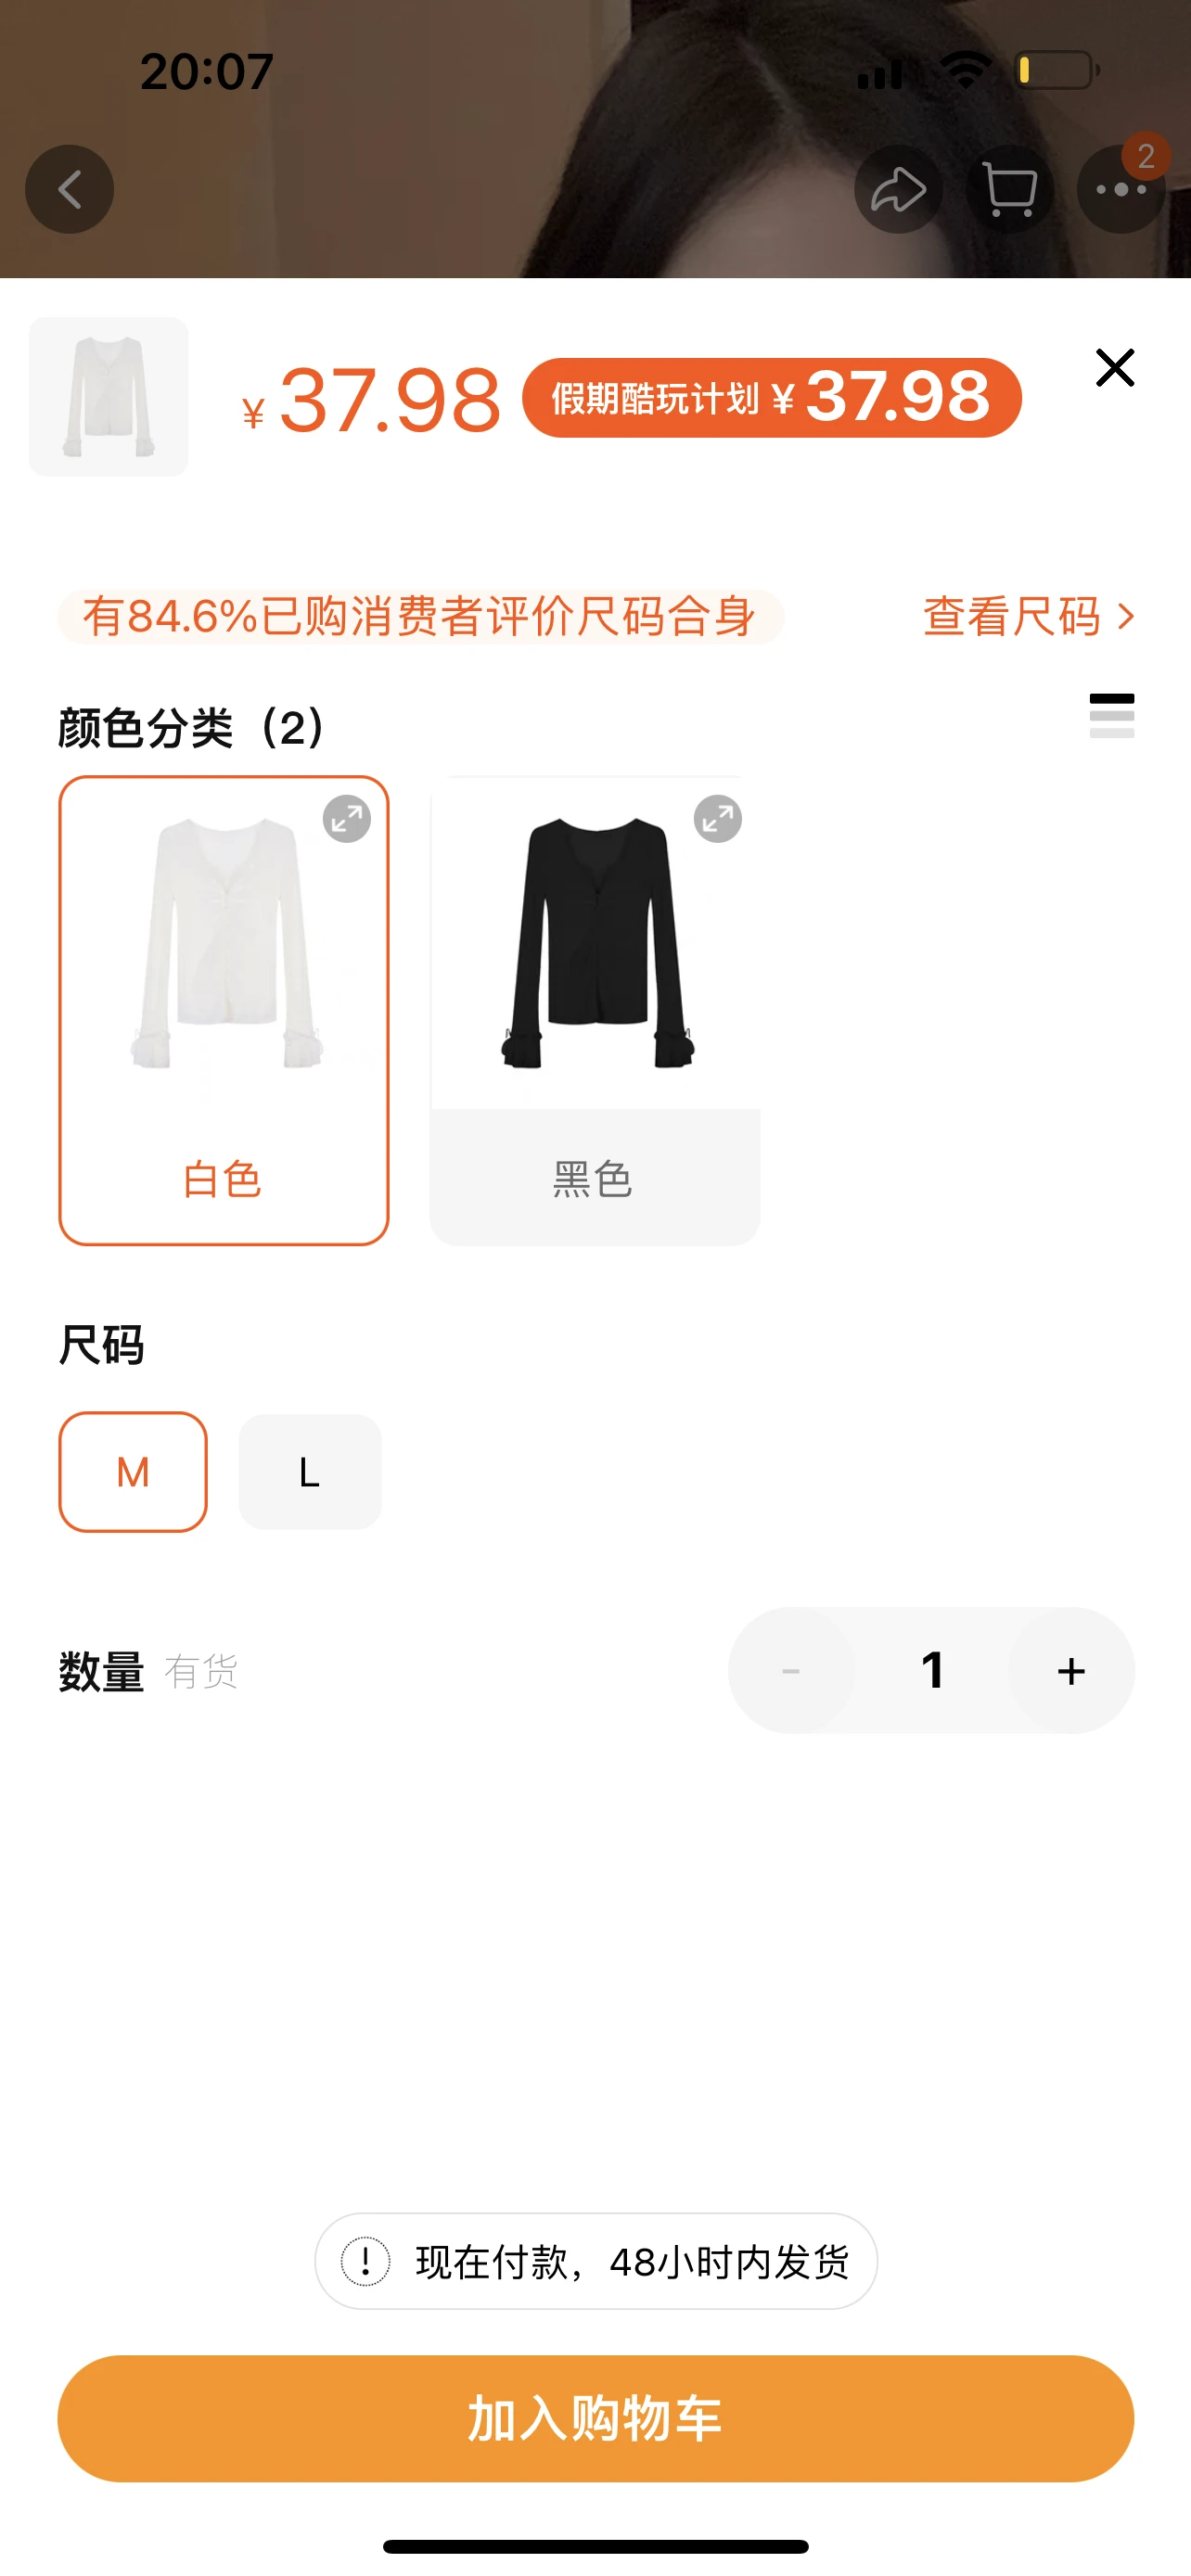 20:07
2
¥ 37.98 假期酷玩计划 ¥ 37.98
有84.6%已购消费者评价尺码合身 查看尺码
颜色分类（2）
白色 黑色
尺码
M L
数量 有货 - 1 +
! 现在付款，48小时内发货
加入购物车